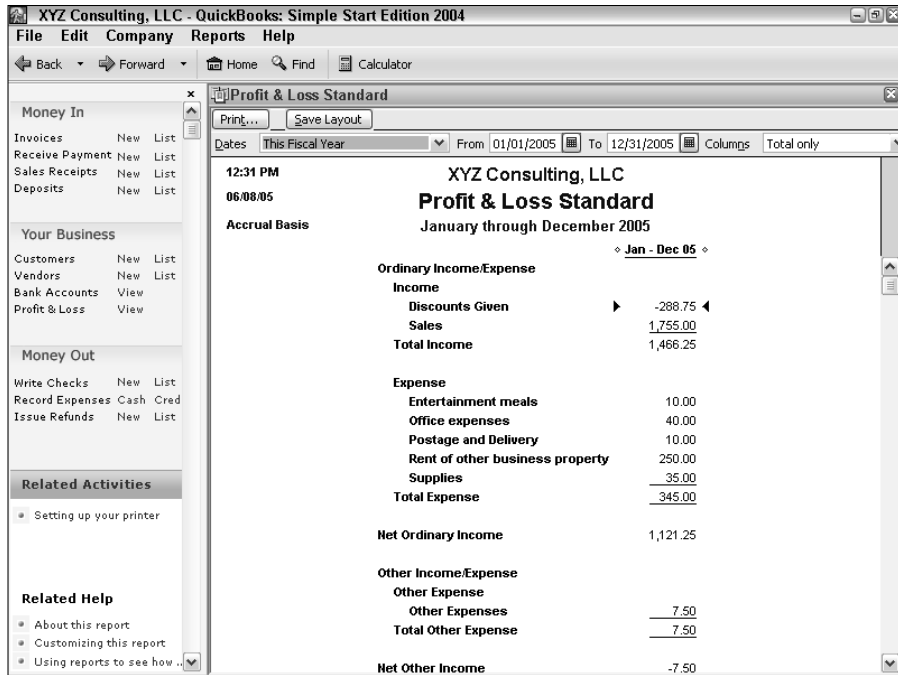 XYZ Consulting, LLC - QuickBooks: Simple Start Edition 2004
File Edit Company Reports Help
Back Forward Home Find Calculator
Money In
Invoices New List
Receive Payment New List
Sales Receipts New List
Deposits New List
Your Business
Customers New List
Vendors New List
Bank Accounts View
Profit & Loss View
Money Out
Write Checks New List
Record Expenses Cash Cred
Issue Refunds New List
Related Activities
Setting up your printer
Related Help
About this report
Customizing this report
Using reports to see how ..
Profit & Loss Standard
Print... Save Layout
Dates This Fiscal Year From 01/01/2005 To 12/31/2005 Columns Total only
12:31 PM
06/08/05
Accrual Basis
XYZ Consulting, LLC
Profit & Loss Standard
January through December 2005
Jan - Dec 05
Ordinary Income/Expense
Income
Discounts Given -288.75
Sales 1,755.00
Total Income 1,466.25
Expense
Entertainment meals 10.00
Office expenses 40.00
Postage and Delivery 10.00
Rent of other business property 250.00
Supplies 35.00
Total Expense 345.00
Net Ordinary Income 1,121.25
Other Income/Expense
Other Expense
Other Expenses 7.50
Total Other Expense 7.50
Net Other Income -7.50